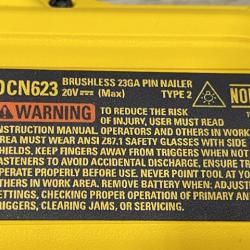 DCN623 BRUSHLESS 23GA PIN NAILER
20V ⎓ (Max) TYPE 2
WARNING TO REDUCE THE RISK
OF INJURY, USER MUST READ
INSTRUCTION MANUAL. OPERATORS AND OTHERS IN WORK
AREA MUST WEAR ANSI Z87.1 SAFETY GLASSES WITH SIDE
SHIELDS. KEEP FINGERS AWAY FROM TRIGGERS WHEN NOT
FASTENERS TO AVOID ACCIDENTAL DISCHARGE. ENSURE T
OPERATE PROPERLY BEFORE USE. NEVER POINT TOOL AT YO
OR OTHERS IN WORK AREA. REMOVE BATTERY WHEN: ADJUST
SETTINGS, CHECKING PROPER OPERATION OF PRIMARY AND
TRIGGERS, CLEARING JAMS, OR SERVICING.